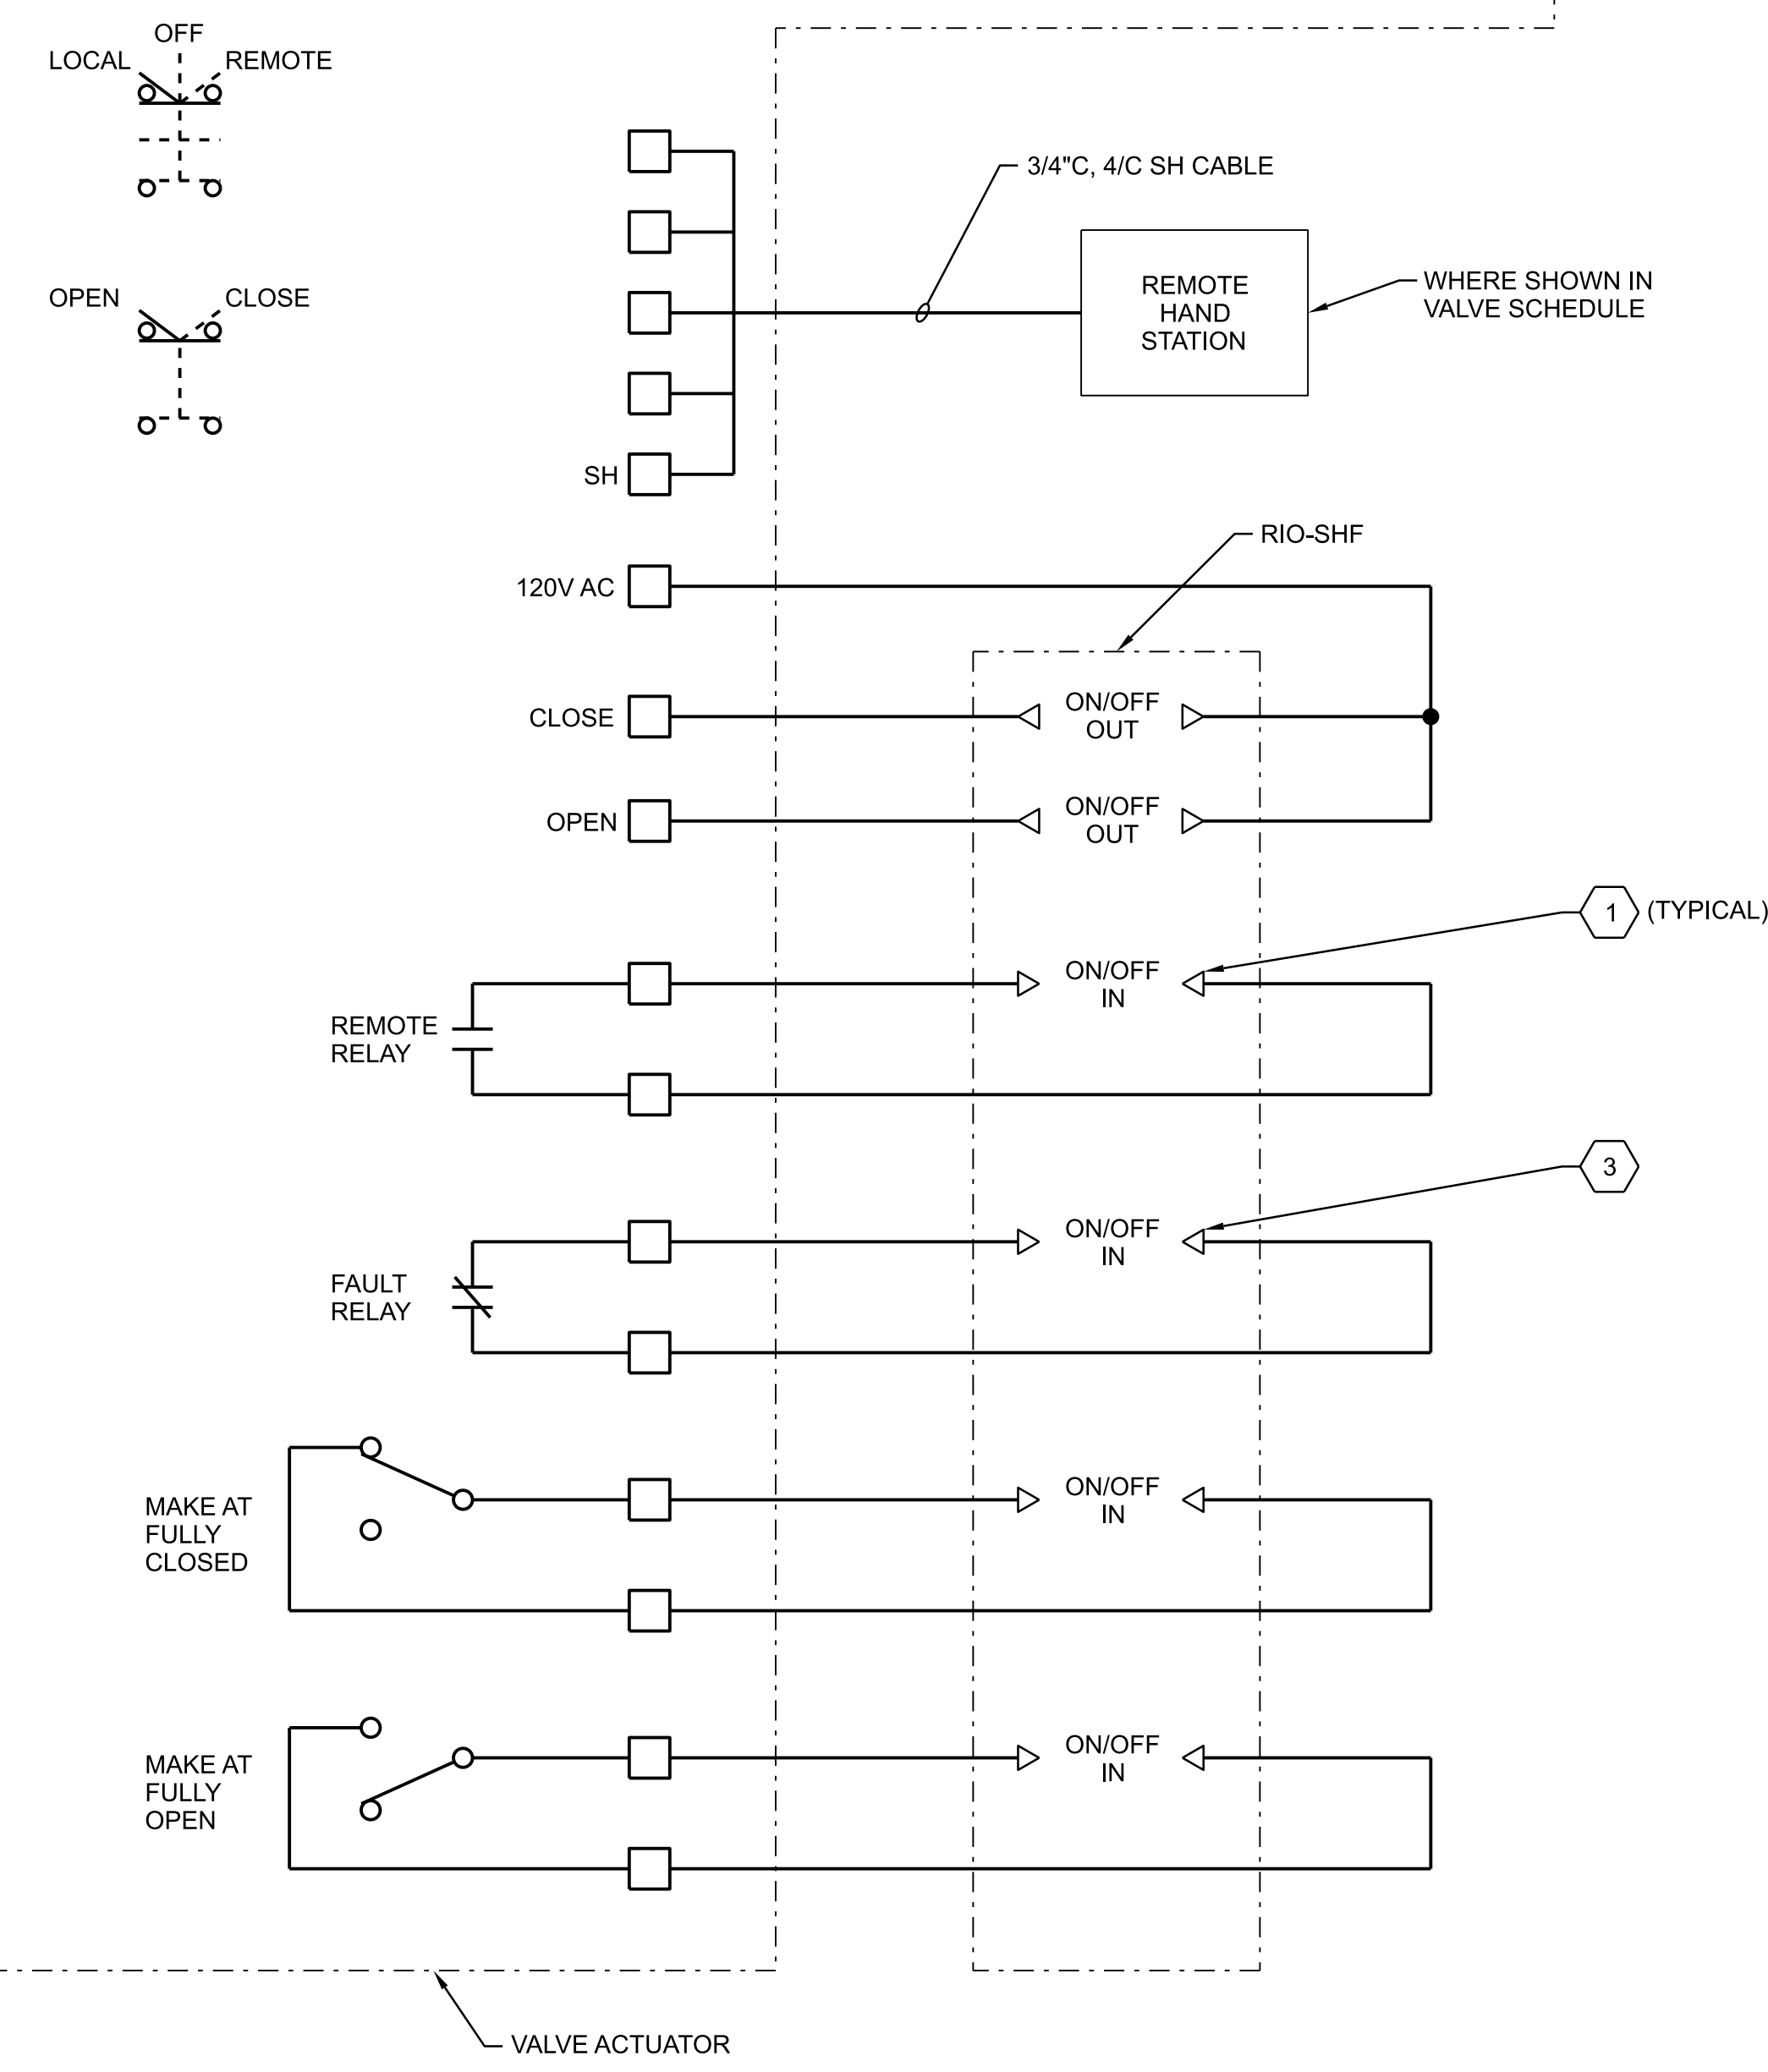 OFF
LOCAL
REMOTE
OPEN
CLOSE
3/4"C, 4/C SH CABLE
REMOTE
HAND
STATION
WHERE SHOWN IN
VALVE SCHEDULE
SH
RIO-SHF
120V AC
CLOSE
ON/OFF
OUT
OPEN
ON/OFF
OUT
1
(TYPICAL)
REMOTE
RELAY
ON/OFF
IN
3
FAULT
RELAY
ON/OFF
IN
MAKE AT
FULLY
CLOSED
ON/OFF
IN
MAKE AT
FULLY
OPEN
ON/OFF
IN
VALVE ACTUATOR